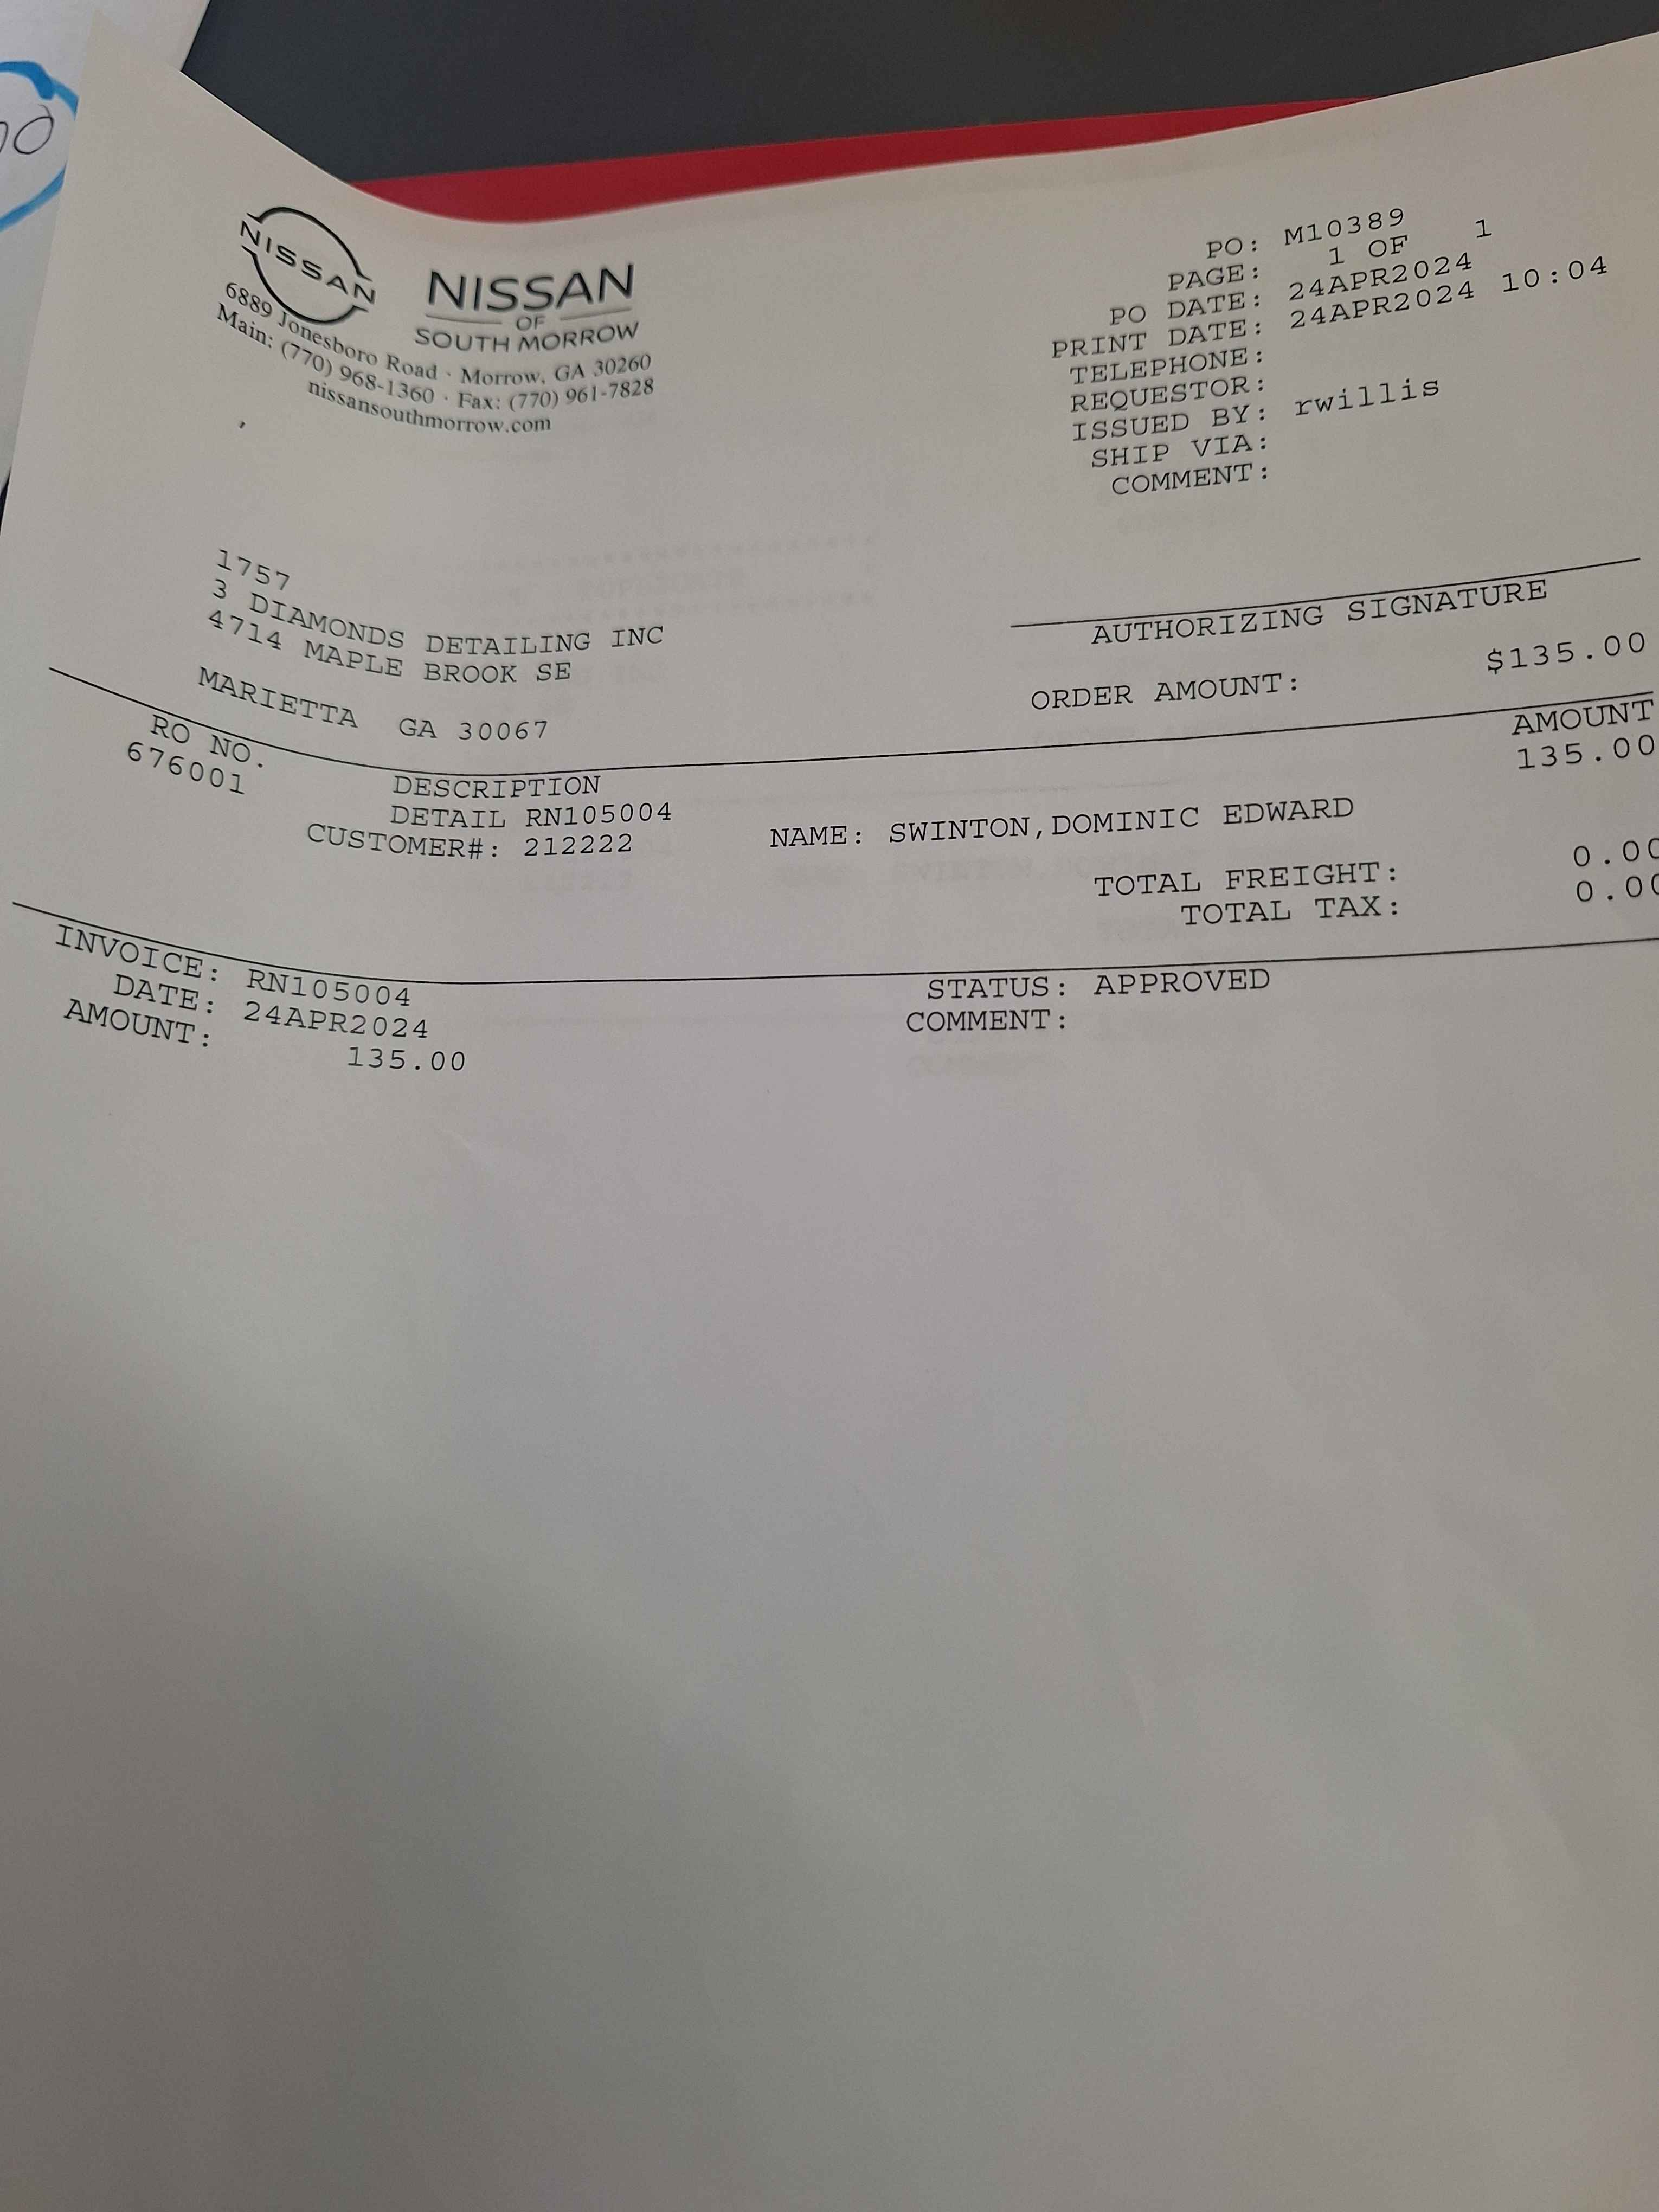 NISSAN
NISSAN
OF
SOUTH MORROW
6889 Jonesboro Road · Morrow, GA 30260
Main: (770) 968-1360 · Fax: (770) 961-7828
nissansouthmorrow.com
PO: M10389
PAGE: 1 OF 1
PO DATE: 24APR2024
PRINT DATE: 24APR2024 10:04
TELEPHONE:
REQUESTOR:
ISSUED BY: rwillis
SHIP VIA:
COMMENT:
1757
3 DIAMONDS DETAILING INC
4714 MAPLE BROOK SE
MARIETTA GA 30067
AUTHORIZING SIGNATURE
ORDER AMOUNT: $135.00
RO NO. DESCRIPTION AMOUNT
676001 DETAIL RN105004 135.00
CUSTOMER#: 212222 NAME: SWINTON,DOMINIC EDWARD
TOTAL FREIGHT: 0.00
TOTAL TAX: 0.00
INVOICE: RN105004 STATUS: APPROVED
DATE: 24APR2024 COMMENT:
AMOUNT: 135.00